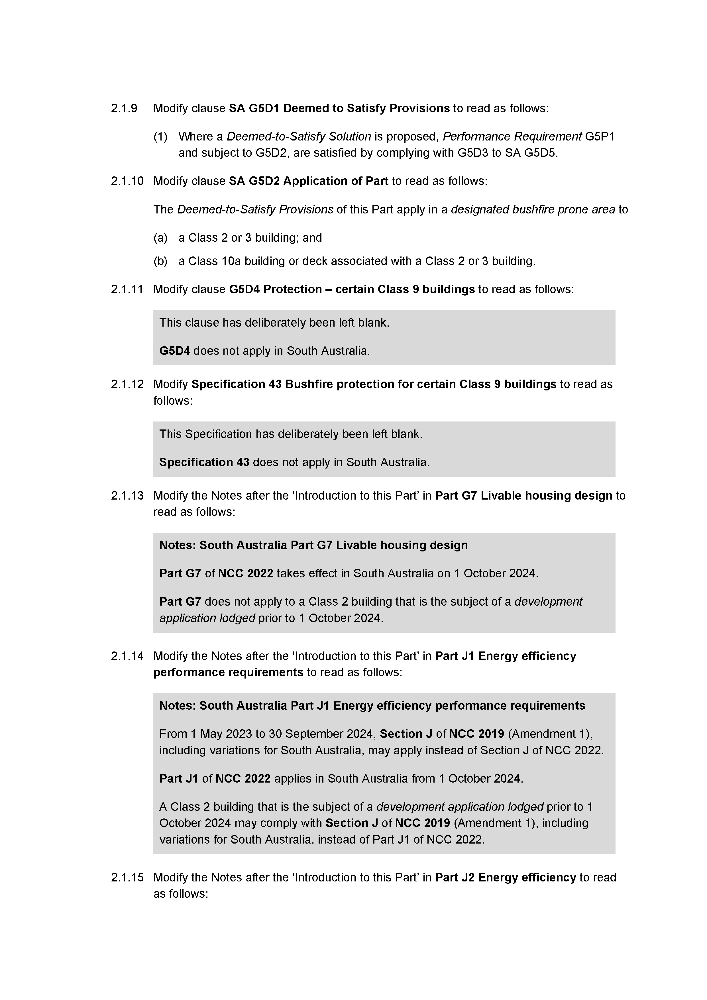 2.1.9 Modify clause SA G5D1 Deemed to Satisfy Provisions to read as follows:
(1) Where a Deemed-to-Satisfy Solution is proposed, Performance Requirement G5P1
and subject to G5D2, are satisfied by complying with G5D3 to SA G5D5.
2.1.10 Modify clause SA G5D2 Application of Part to read as follows:
The Deemed-to-Satisfy Provisions of this Part apply in a designated bushfire prone area to
(a) a Class 2 or 3 building; and
(b) a Class 10a building or deck associated with a Class 2 or 3 building.
2.1.11 Modify clause G5D4 Protection – certain Class 9 buildings to read as follows:
This clause has deliberately been left blank.
G5D4 does not apply in South Australia.
2.1.12 Modify Specification 43 Bushfire protection for certain Class 9 buildings to read as
follows:
This Specification has deliberately been left blank.
Specification 43 does not apply in South Australia.
2.1.13 Modify the Notes after the 'Introduction to this Part’ in Part G7 Livable housing design to
read as follows:
Notes: South Australia Part G7 Livable housing design
Part G7 of NCC 2022 takes effect in South Australia on 1 October 2024.
Part G7 does not apply to a Class 2 building that is the subject of a development
application lodged prior to 1 October 2024.
2.1.14 Modify the Notes after the 'Introduction to this Part’ in Part J1 Energy efficiency
performance requirements to read as follows:
Notes: South Australia Part J1 Energy efficiency performance requirements
From 1 May 2023 to 30 September 2024, Section J of NCC 2019 (Amendment 1),
including variations for South Australia, may apply instead of Section J of NCC 2022.
Part J1 of NCC 2022 applies in South Australia from 1 October 2024.
A Class 2 building that is the subject of a development application lodged prior to 1
October 2024 may comply with Section J of NCC 2019 (Amendment 1), including
variations for South Australia, instead of Part J1 of NCC 2022.
2.1.15 Modify the Notes after the 'Introduction to this Part’ in Part J2 Energy efficiency to read
as follows: